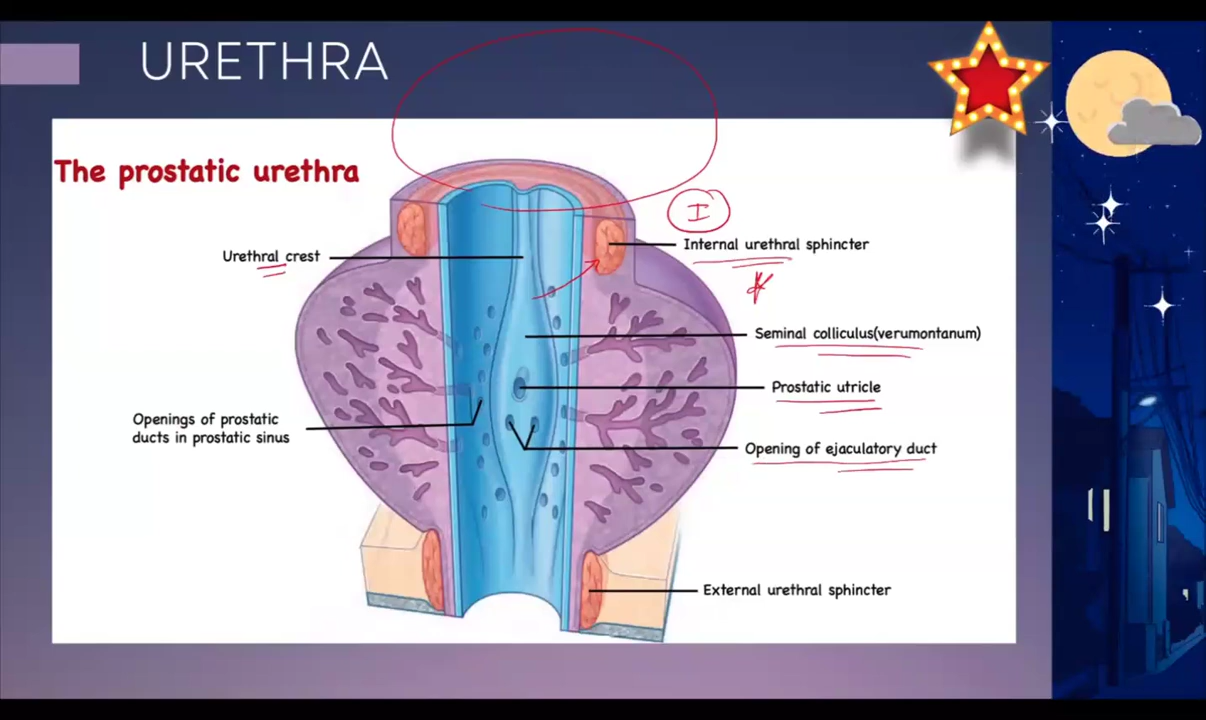 URETHRA
The prostatic urethra
I
Urethral crest
Internal urethral sphincter
Seminal colliculus(verumontanum)
Prostatic utricle
Openings of prostatic
ducts in prostatic sinus
Opening of ejaculatory duct
External urethral sphincter